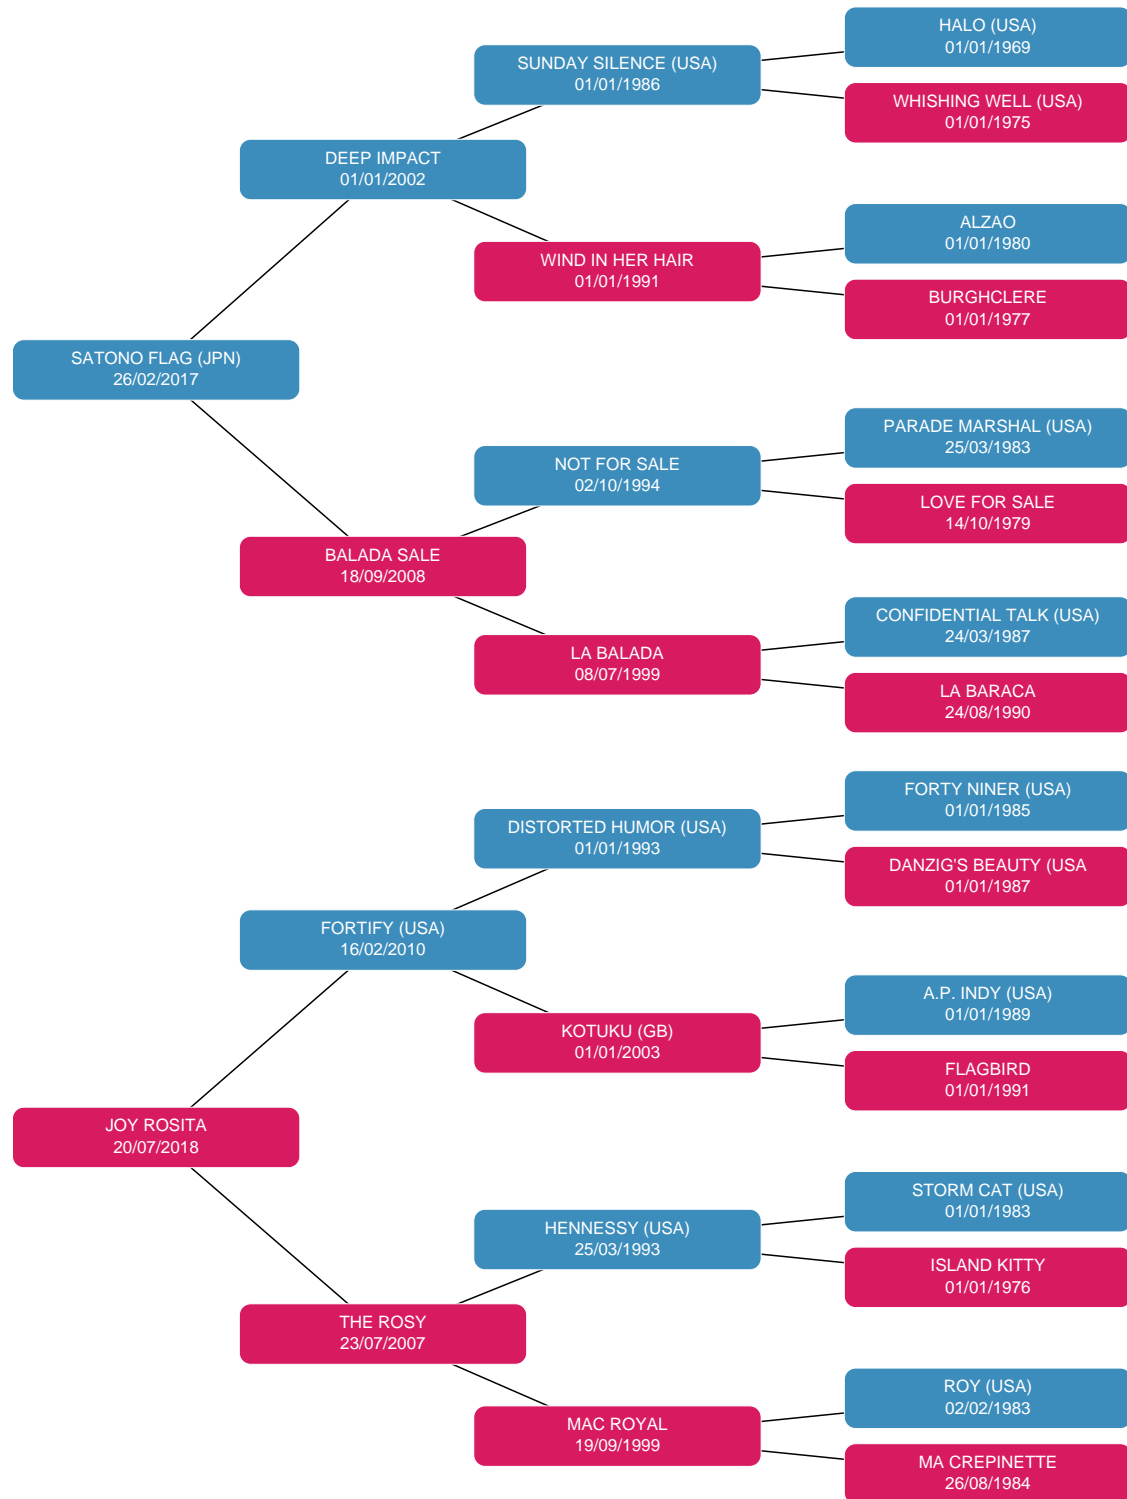 HALO (USA)
01/01/1969
SUNDAY SILENCE (USA)
01/01/1986
WHISHING WELL (USA)
01/01/1975
DEEP IMPACT
01/01/2002
ALZAO
01/01/1980
WIND IN HER HAIR
01/01/1991
BURGHCLERE
01/01/1977
SATONO FLAG (JPN)
26/02/2017
PARADE MARSHAL (USA)
25/03/1983
NOT FOR SALE
02/10/1994
LOVE FOR SALE
14/10/1979
BALADA SALE
18/09/2008
CONFIDENTIAL TALK (USA)
24/03/1987
LA BALADA
08/07/1999
LA BARACA
24/08/1990
FORTY NINER (USA)
01/01/1985
DISTORTED HUMOR (USA)
01/01/1993
DANZIG'S BEAUTY (USA
01/01/1987
FORTIFY (USA)
16/02/2010
A.P. INDY (USA)
01/01/1989
KOTUKU (GB)
01/01/2003
FLAGBIRD
01/01/1991
JOY ROSITA
20/07/2018
STORM CAT (USA)
01/01/1983
HENNESSY (USA)
25/03/1993
ISLAND KITTY
01/01/1976
THE ROSY
23/07/2007
ROY (USA)
02/02/1983
MAC ROYAL
19/09/1999
MA CREPINETTE
26/08/1984